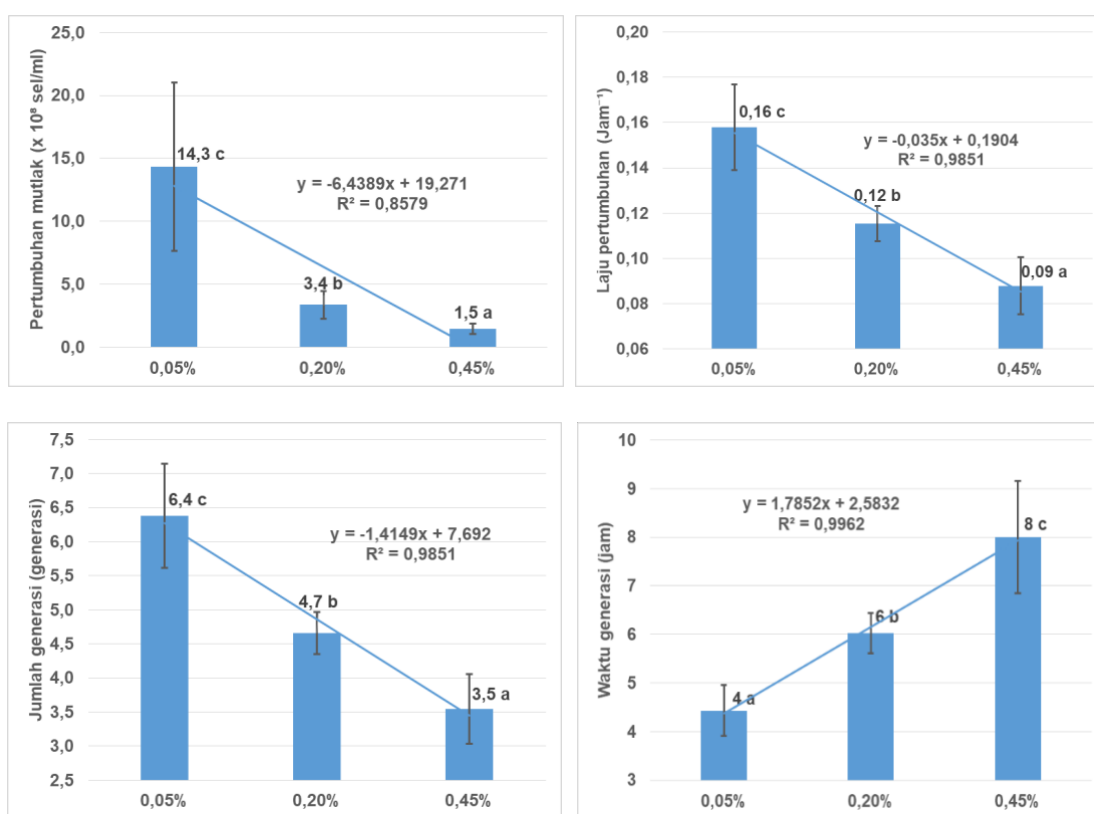 Pertumbuhan mutlak (x 10⁸ sel/ml)
25,0
20,0
15,0
10,0
5,0
0,0
14,3 c
3,4 b
1,5 a
y = -6,4389x + 19,271
R² = 0,8579
0,05%
0,20%
0,45%
Laju pertumbuhan (Jam⁻¹)
0,20
0,18
0,16
0,14
0,12
0,10
0,08
0,06
0,16 c
0,12 b
0,09 a
y = -0,035x + 0,1904
R² = 0,9851
0,05%
0,20%
0,45%
Jumlah generasi (generasi)
7,5
7,0
6,5
6,0
5,5
5,0
4,5
4,0
3,5
3,0
2,5
6,4 c
4,7 b
3,5 a
y = -1,4149x + 7,692
R² = 0,9851
0,05%
0,20%
0,45%
Waktu generasi (jam)
10
9
8
7
6
5
4
3
4 a
6 b
8 c
y = 1,7852x + 2,5832
R² = 0,9962
0,05%
0,20%
0,45%